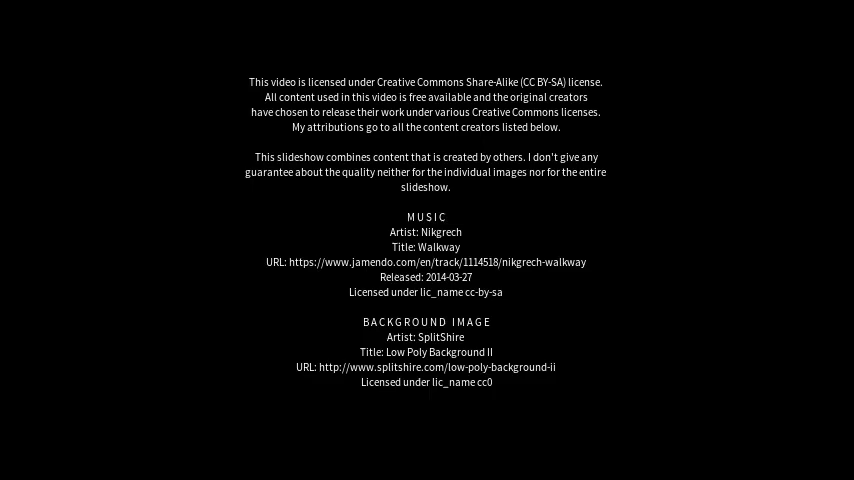 This video is licensed under Creative Commons Share-Alike (CC BY-SA) license.
All content used in this video is free available and the original creators
have chosen to release their work under various Creative Commons licenses.
My attributions go to all the content creators listed below.
This slideshow combines content that is created by others. I don't give any
guarantee about the quality neither for the individual images nor for the entire
slideshow.
MUSIC
Artist: Nikgrech
Title: Walkway
URL: https://www.jamendo.com/en/track/1114518/nikgrech-walkway
Released: 2014-03-27
Licensed under lic_name cc-by-sa
BACKGROUND IMAGE
Artist: SplitShire
Title: Low Poly Background II
URL: http://www.splitshire.com/low-poly-background-ii
Licensed under lic_name cc0